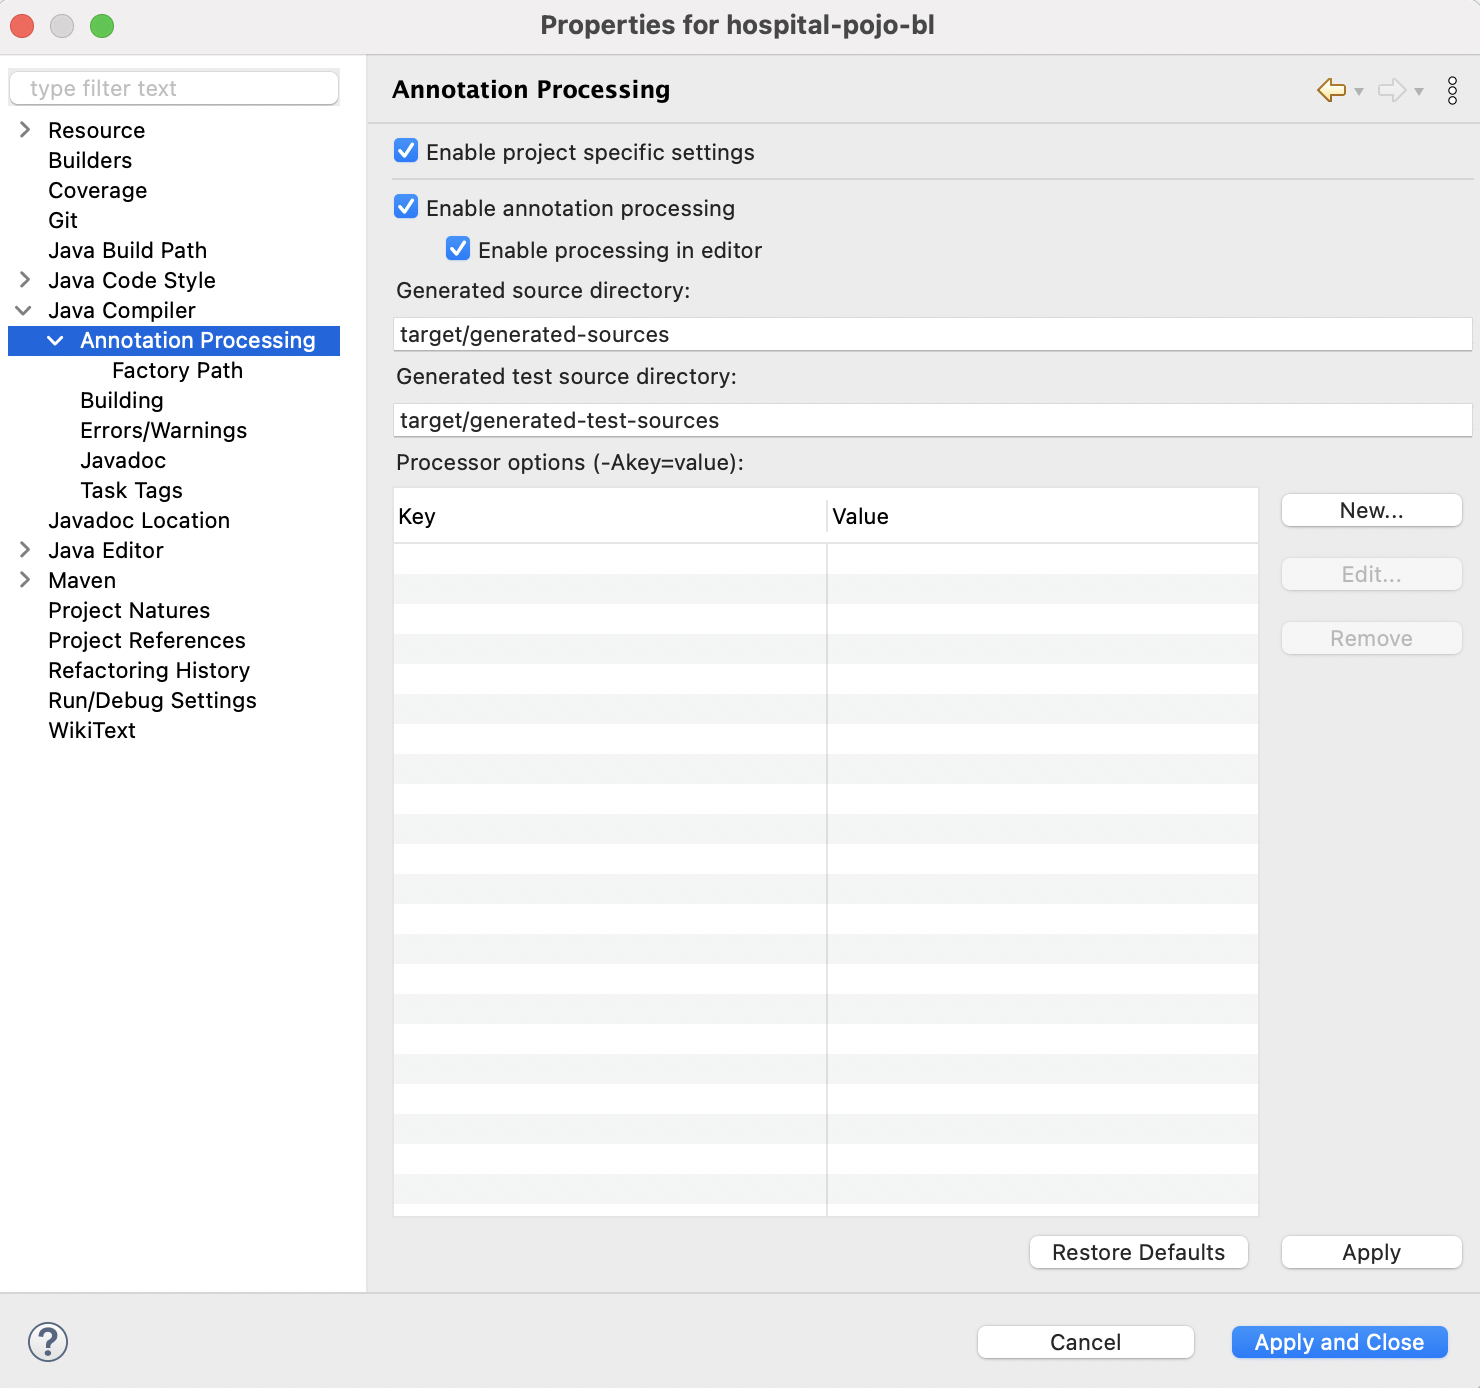 Properties for hospital-pojo-bl
type filter text
Resource
Builders
Coverage
Git
Java Build Path
Java Code Style
Java Compiler
Annotation Processing
Factory Path
Building
Errors/Warnings
Javadoc
Task Tags
Javadoc Location
Java Editor
Maven
Project Natures
Project References
Refactoring History
Run/Debug Settings
WikiText
Annotation Processing
Enable project specific settings
Enable annotation processing
Enable processing in editor
Generated source directory:
target/generated-sources
Generated test source directory:
target/generated-test-sources
Processor options (-Akey=value):
Key Value
New...
Edit...
Remove
Restore Defaults Apply
? Cancel Apply and Close